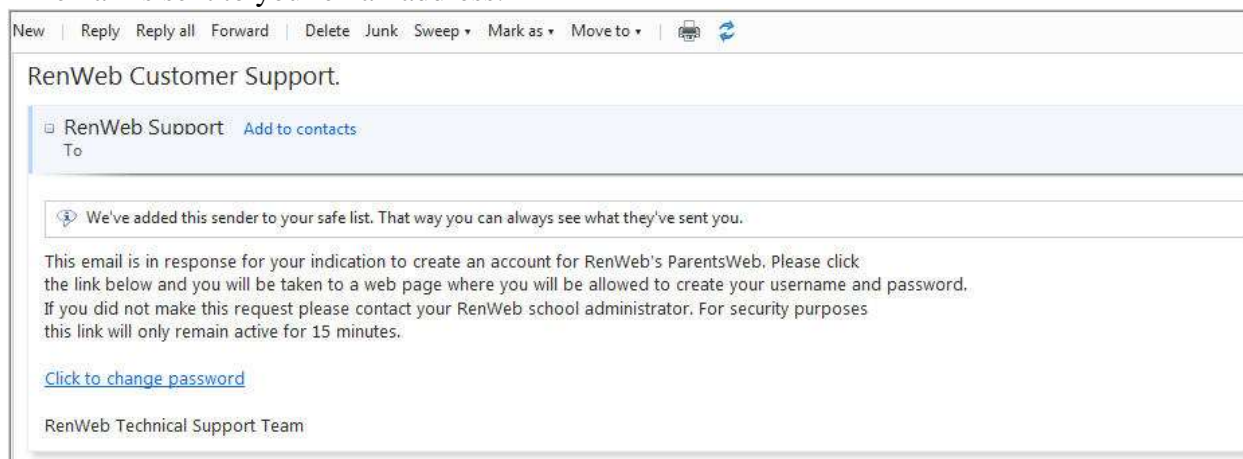 New | Reply Reply all Forward | Delete Junk Sweep Mark as Move to |
RenWeb Customer Support.
RenWeb Support Add to contacts
To
We've added this sender to your safe list. That way you can always see what they've sent you.
This email is in response for your indication to create an account for RenWeb's ParentsWeb. Please click
the link below and you will be taken to a web page where you will be allowed to create your username and password.
If you did not make this request please contact your RenWeb school administrator. For security purposes
this link will only remain active for 15 minutes.
Click to change password
RenWeb Technical Support Team